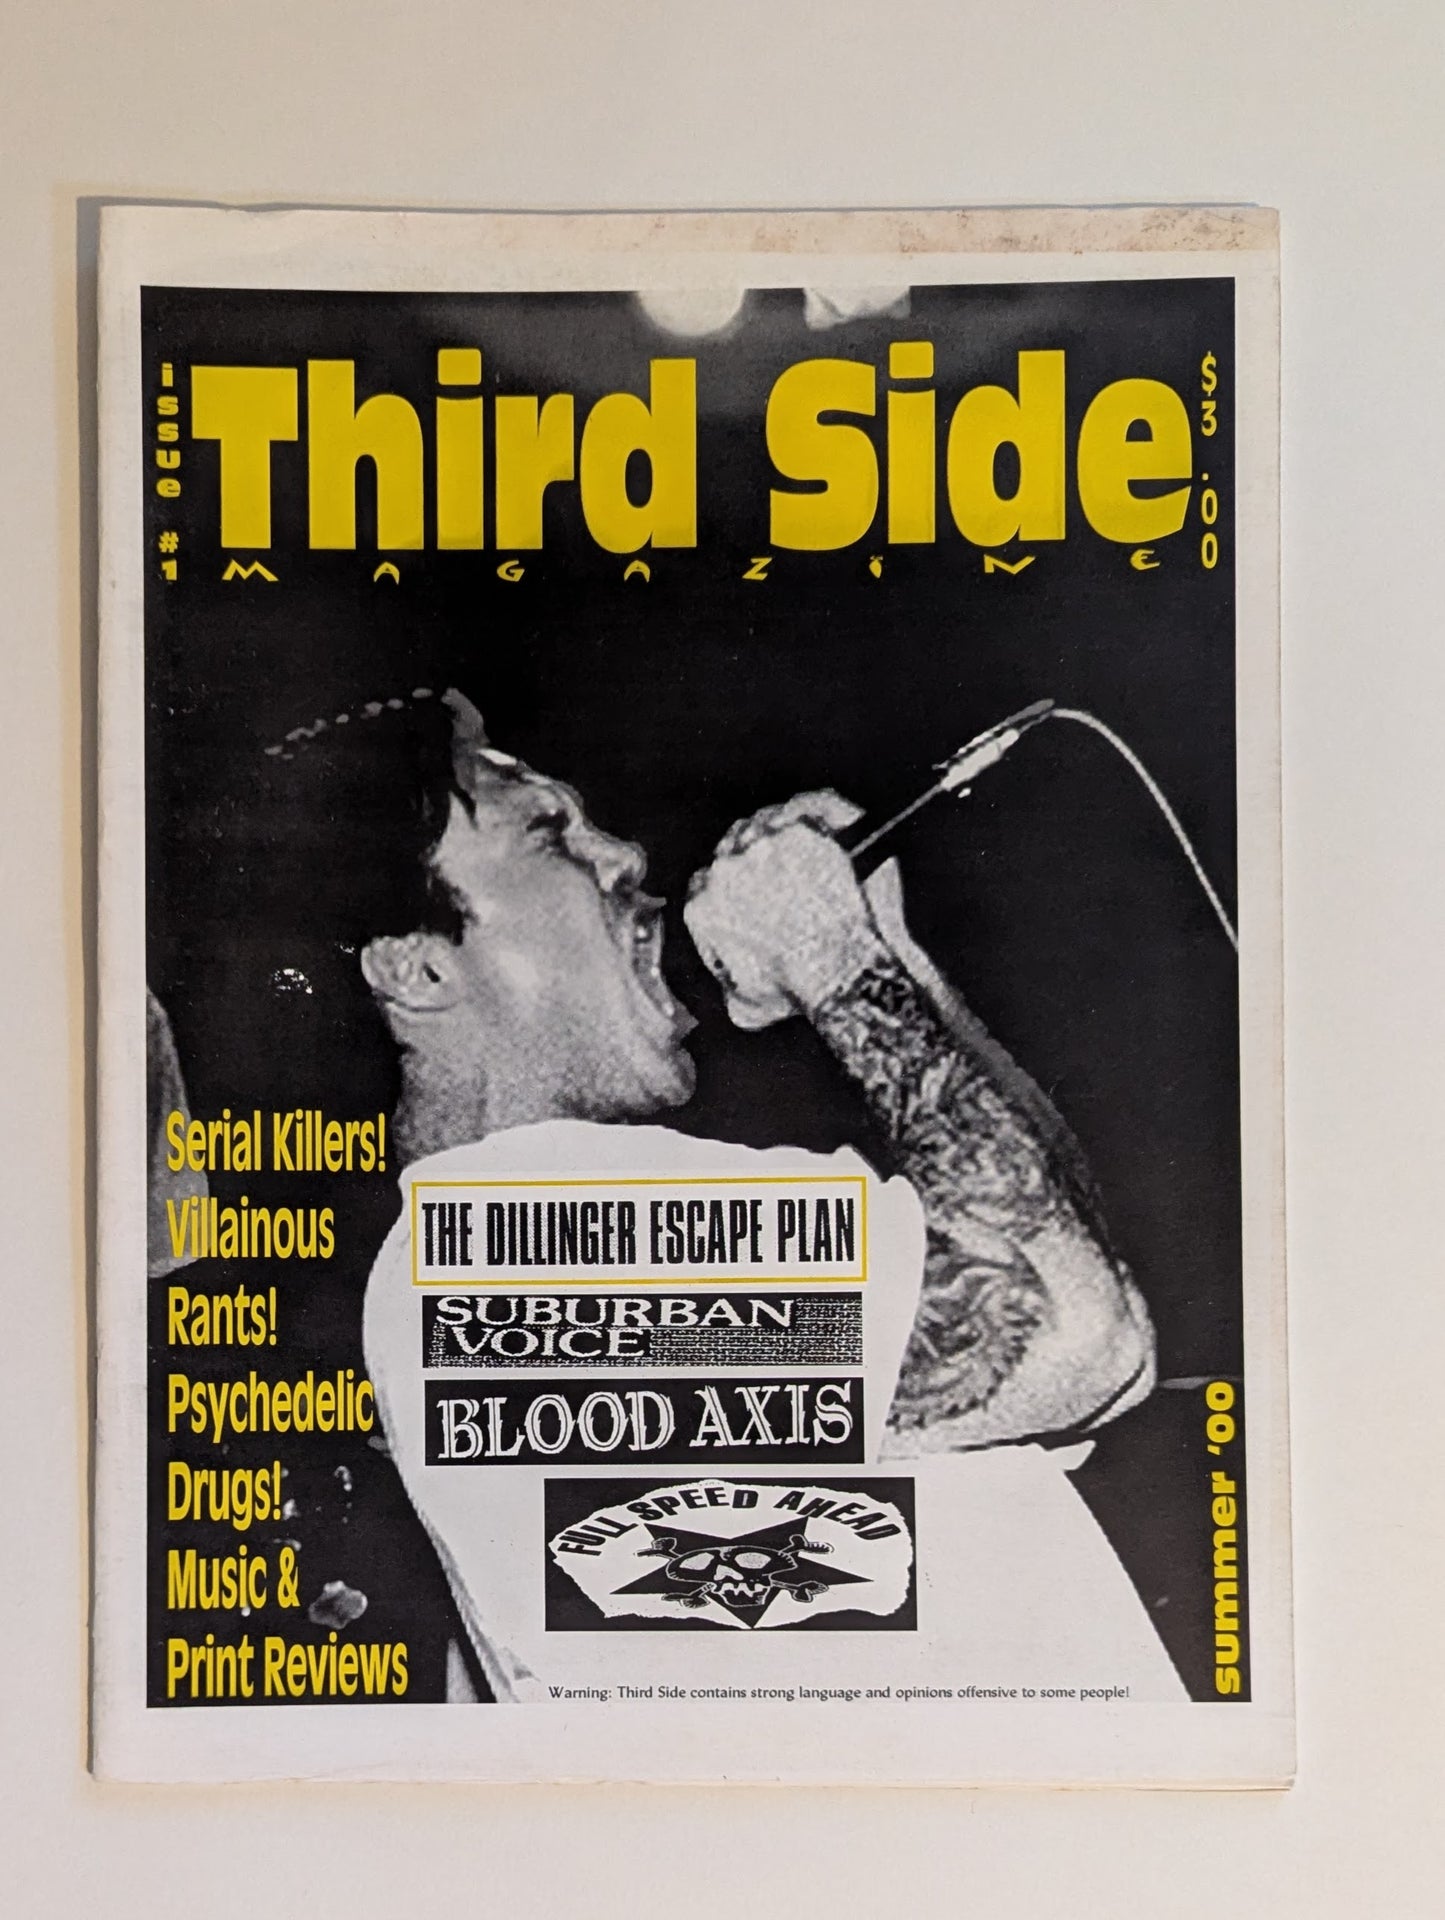 issue #1
Third Side
$3.00
MAGAZINE
Serial Killers!
Villainous
Rants!
Psychedelic
Drugs!
Music &
Print Reviews
THE DILLINGER ESCAPE PLAN
SUBURBAN
VOICE
BLOOD AXIS
FULL SPEED AHEAD
summer '00
Warning: Third Side contains strong language and opinions offensive to some people!